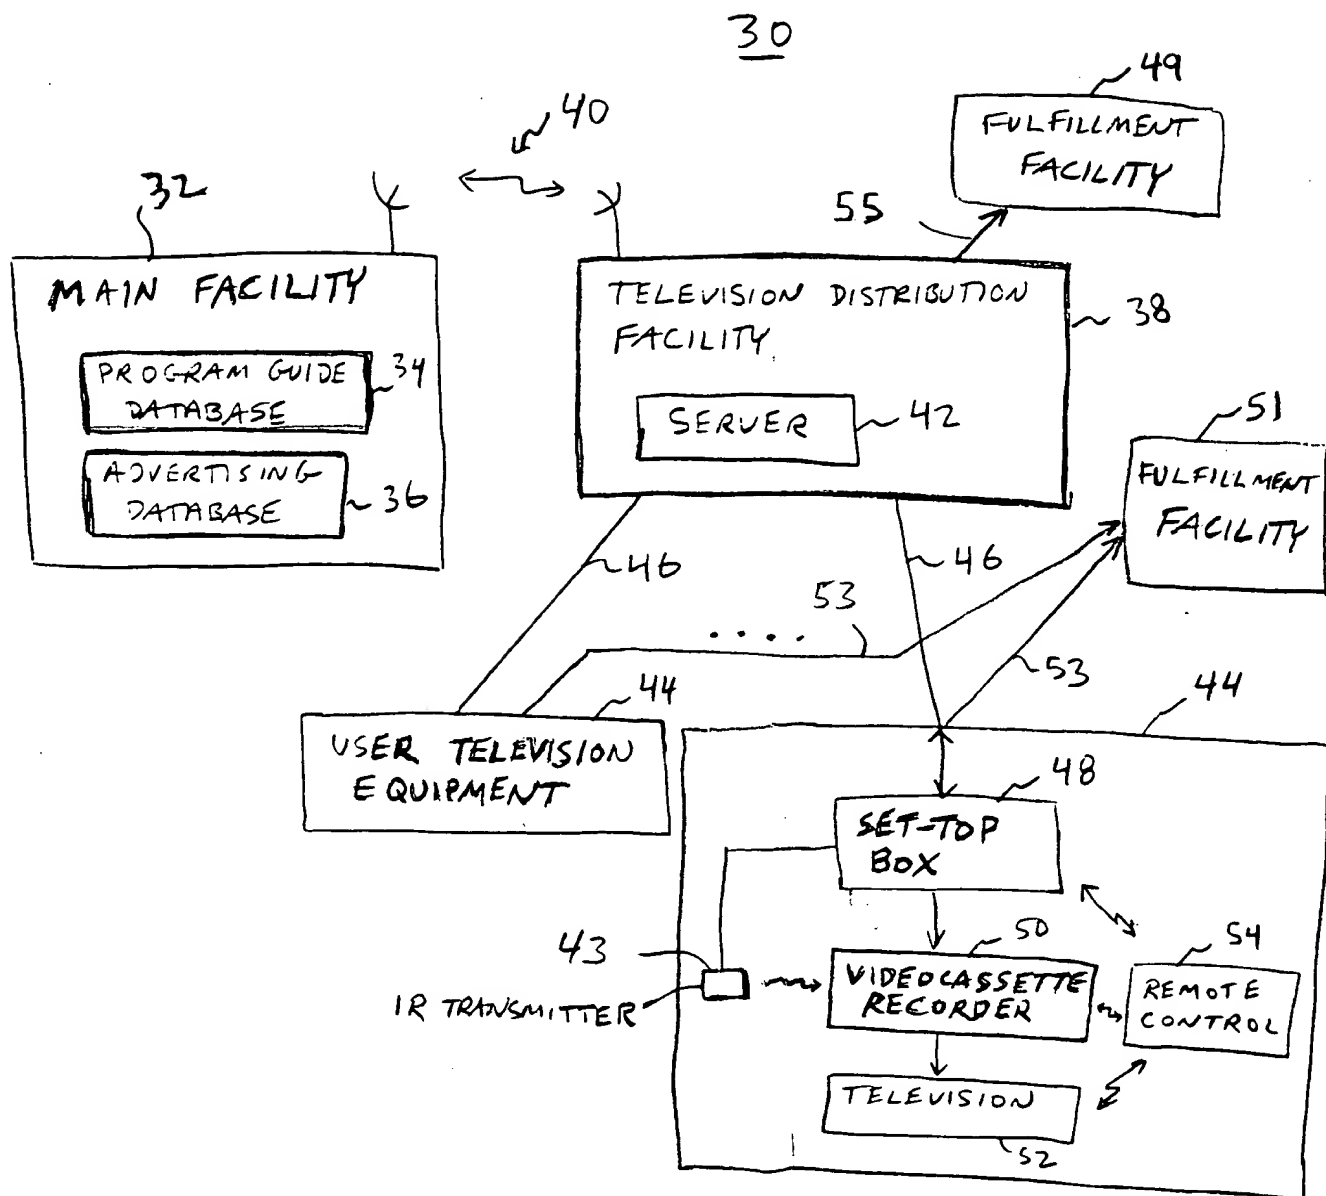 30
49
FULFILLMENT
FACILITY
40
32
55
MAIN FACILITY
TELEVISION DISTRIBUTION
FACILITY
38
PROGRAM GUIDE
DATABASE
34
SERVER
42
51
ADVERTISING
DATABASE
36
FULFILLMENT
FACILITY
46
46
53
53
44
44
USER TELEVISION
EQUIPMENT
48
SET-TOP
BOX
43
50
54
IR TRANSMITTER
VIDEOCASSETTE
RECORDER
REMOTE
CONTROL
TELEVISION
52